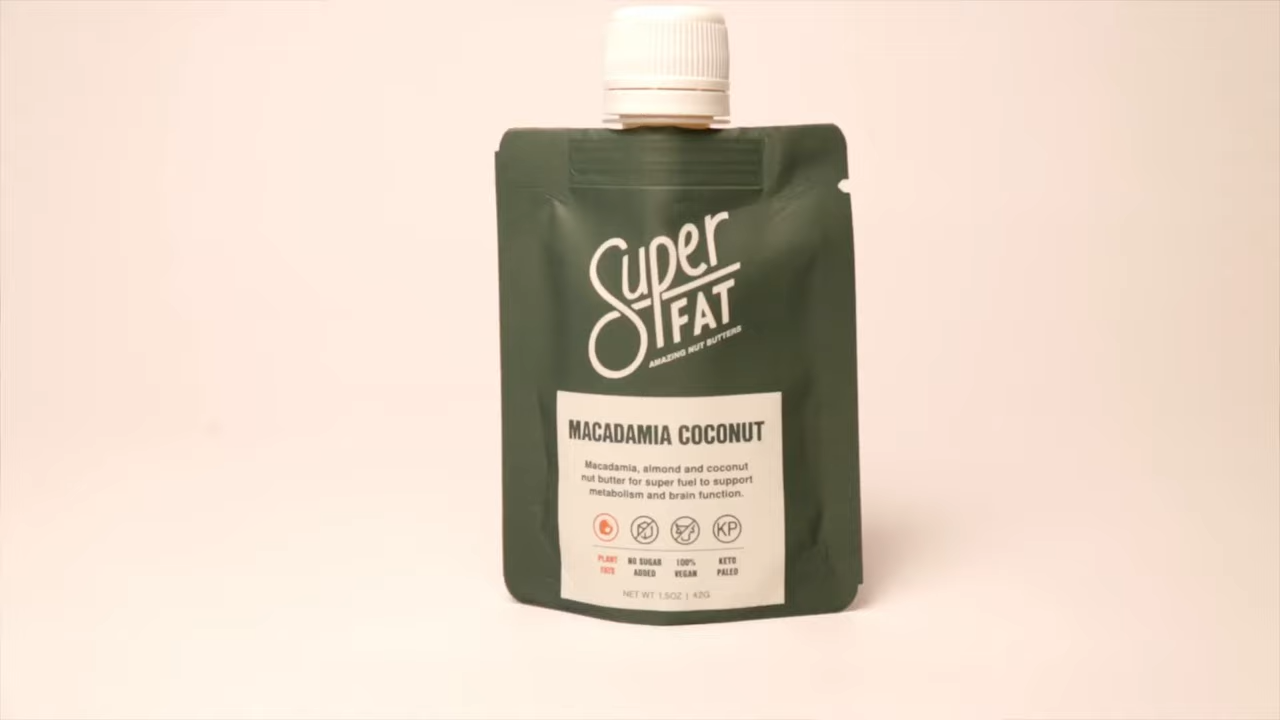 Super
FAT
AMAZING NUT BUTTERS
MACADAMIA COCONUT
Macadamia, almond and coconut
nut butter for super fuel to support
metabolism and brain function.
KP
PLANT NO SUGAR 100% KETO
FATS ADDED VEGAN PALEO
NET WT 1.5OZ | 42G